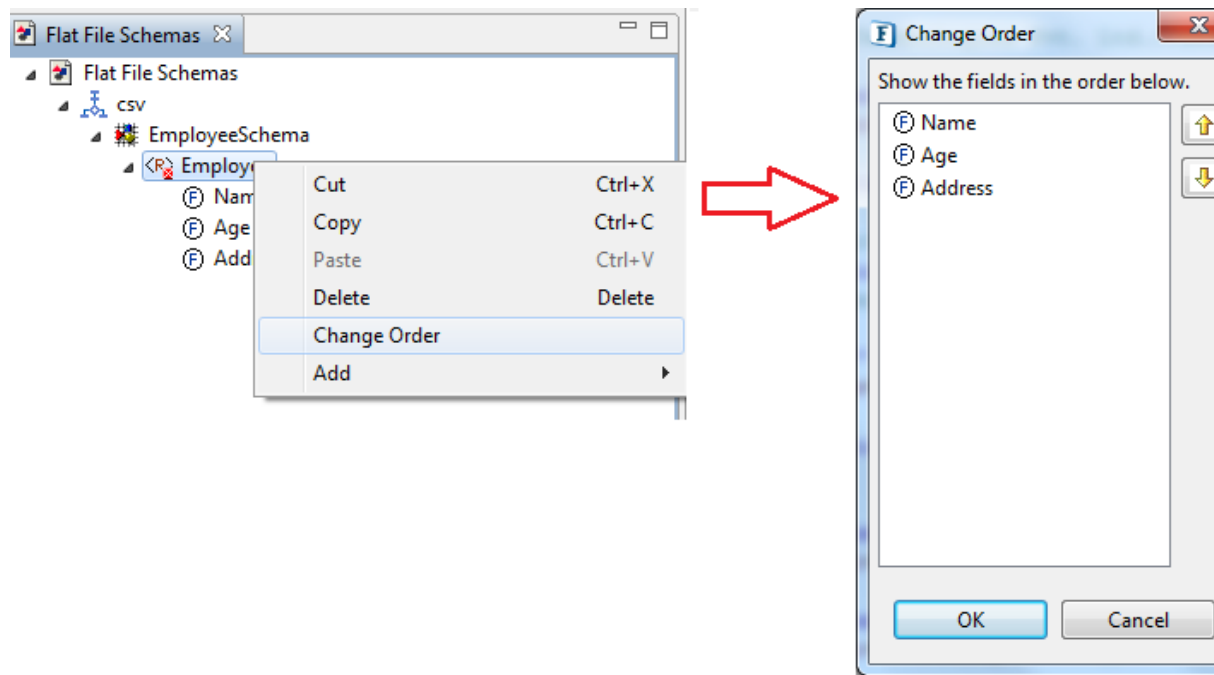 Flat File Schemas
Flat File Schemas
csv
EmployeeSchema
<R> Employe
F Nam
F Age
F Add
Cut Ctrl+X
Copy Ctrl+C
Paste Ctrl+V
Delete Delete
Change Order
Add
F Change Order
Show the fields in the order below.
F Name
F Age
F Address
OK Cancel